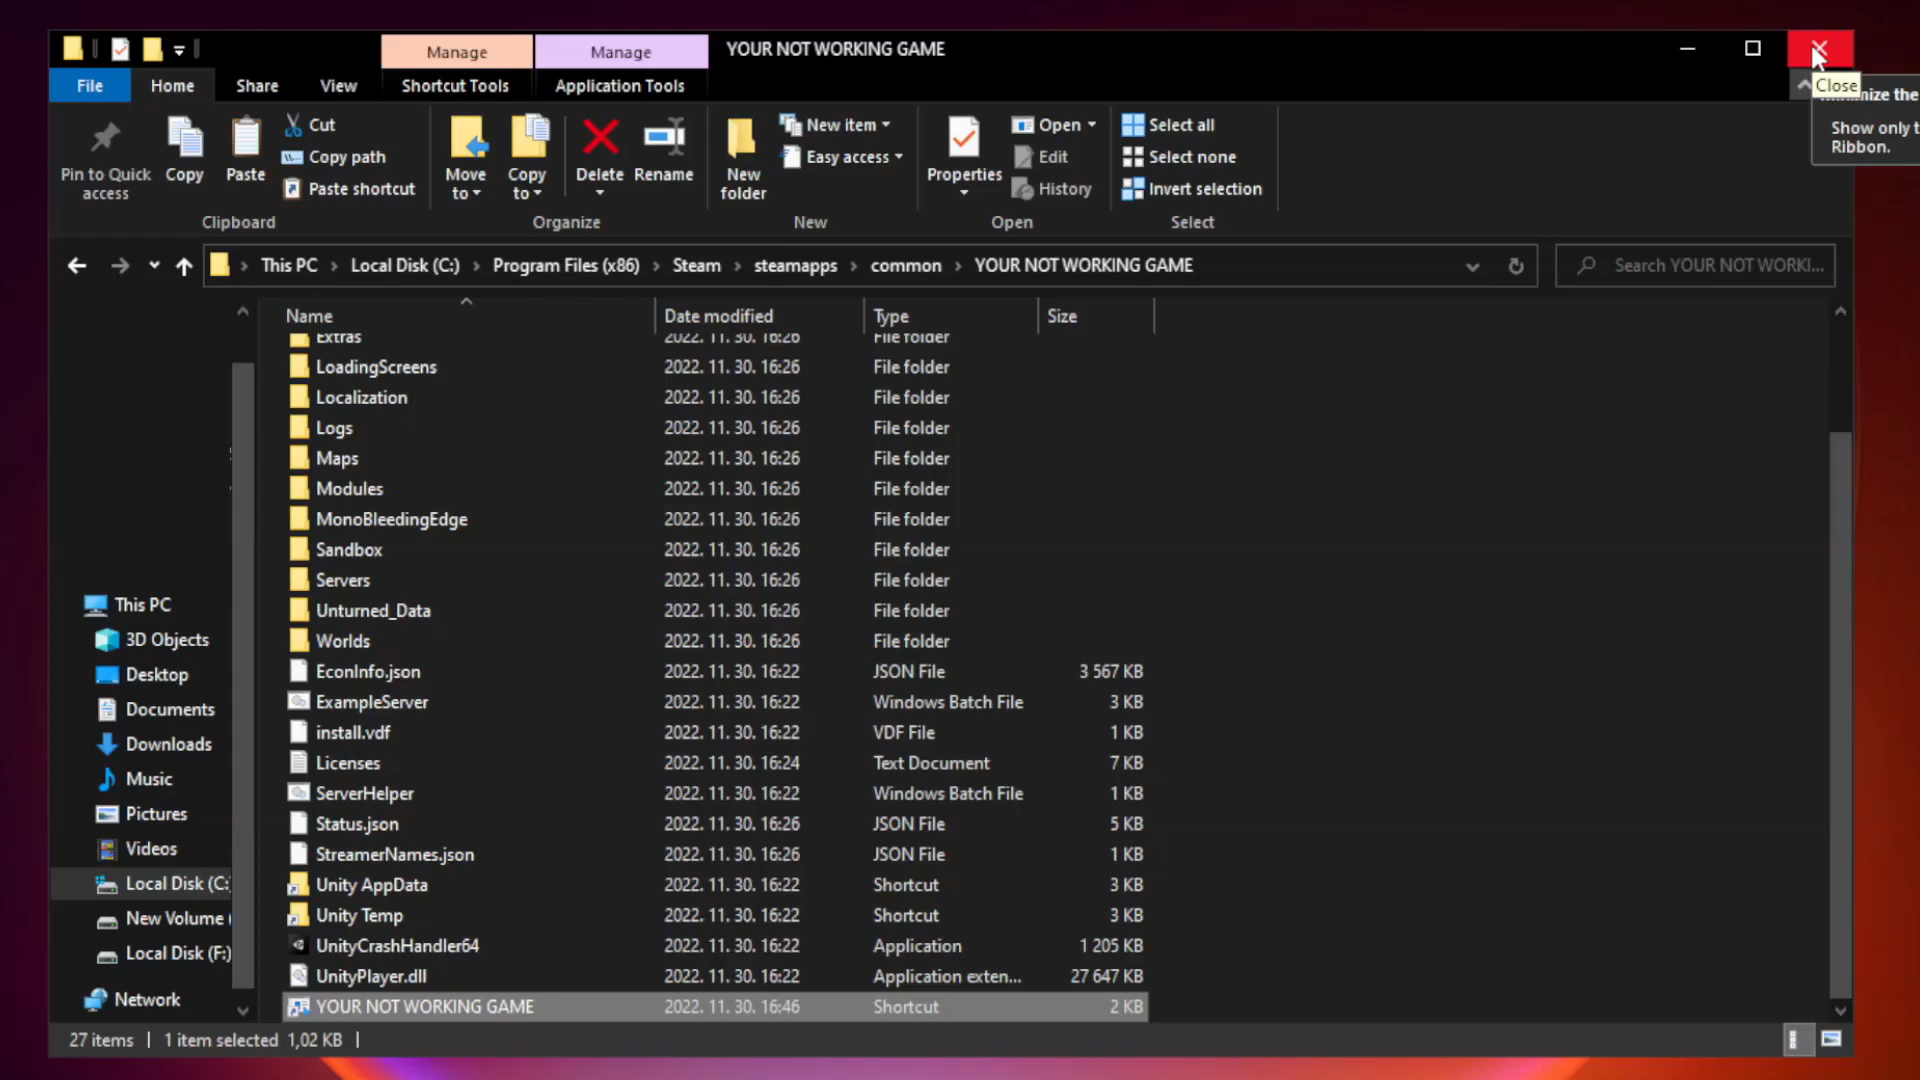 Manage
Manage
YOUR NOT WORKING GAME
File
Home
Share
View
Shortcut Tools
Application Tools
Close
the
Show only t
Ribbon.
Pin to Quick
access
Copy
Paste
Cut
Copy path
Paste shortcut
Clipboard
Move
to
Copy
to
Delete
Rename
Organize
New
folder
New item
Easy access
New
Properties
Open
Edit
History
Open
Select all
Select none
Invert selection
Select
This PC
Local Disk (C:)
Program Files (x86)
Steam
steamapps
common
YOUR NOT WORKING GAME
Search YOUR NOT WORKI...
This PC
3D Objects
Desktop
Documents
Downloads
Music
Pictures
Videos
Local Disk (C:
New Volume (
Local Disk (F:)
Network
Name Date modified Type Size
Extras 2022. 11. 30. 16:26 File folder
LoadingScreens 2022. 11. 30. 16:26 File folder
Localization 2022. 11. 30. 16:26 File folder
Logs 2022. 11. 30. 16:26 File folder
Maps 2022. 11. 30. 16:26 File folder
Modules 2022. 11. 30. 16:26 File folder
MonoBleedingEdge 2022. 11. 30. 16:26 File folder
Sandbox 2022. 11. 30. 16:26 File folder
Servers 2022. 11. 30. 16:26 File folder
Unturned_Data 2022. 11. 30. 16:26 File folder
Worlds 2022. 11. 30. 16:26 File folder
EconInfo.json 2022. 11. 30. 16:22 JSON File 3 567 KB
ExampleServer 2022. 11. 30. 16:22 Windows Batch File 3 KB
install.vdf 2022. 11. 30. 16:22 VDF File 1 KB
Licenses 2022. 11. 30. 16:24 Text Document 7 KB
ServerHelper 2022. 11. 30. 16:22 Windows Batch File 1 KB
Status.json 2022. 11. 30. 16:26 JSON File 5 KB
StreamerNames.json 2022. 11. 30. 16:26 JSON File 1 KB
Unity AppData 2022. 11. 30. 16:22 Shortcut 3 KB
Unity Temp 2022. 11. 30. 16:22 Shortcut 3 KB
UnityCrashHandler64 2022. 11. 30. 16:22 Application 1 205 KB
UnityPlayer.dll 2022. 11. 30. 16:22 Application exten... 27 647 KB
YOUR NOT WORKING GAME 2022. 11. 30. 16:46 Shortcut 2 KB
27 items 1 item selected 1,02 KB